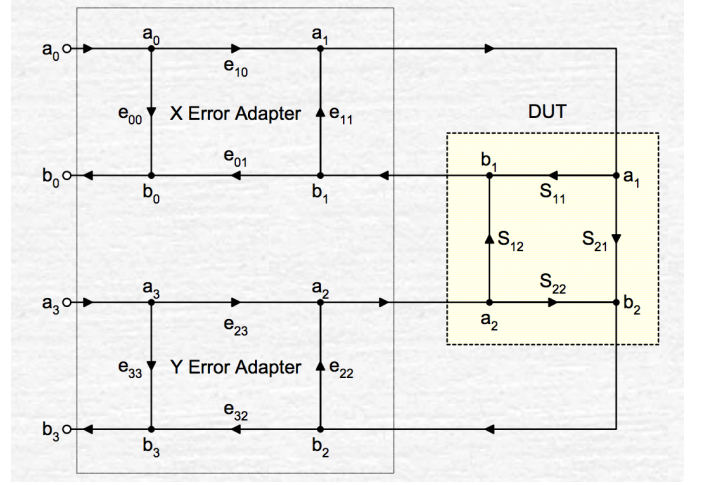 a0 a0 a1
e10
e00 X Error Adapter e11 DUT
e01 b1
b0 a1
b0 b1 S11
S12 S21
a3 a2 S22
a3 b2
e23 a2
e33 Y Error Adapter e22
e32
b3
b3 b2